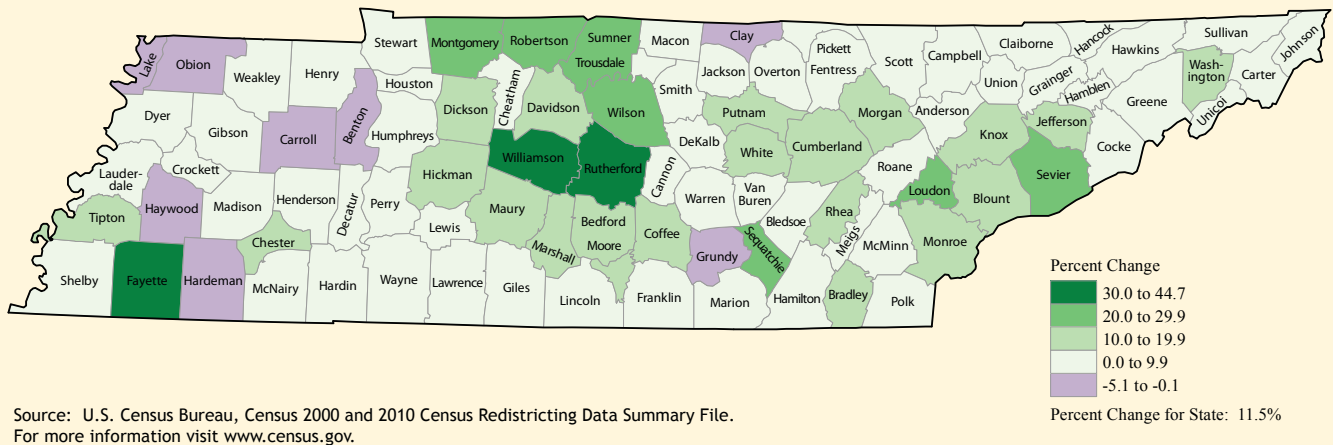 Stewart
Montgomery
Robertson
Sumner
Macon
Clay
Pickett
Claiborne
Hancock
Sullivan
Johnson
Lake
Obion
Weakley
Henry
Houston
Cheatham
Trousdale
Jackson
Overton
Fentress
Scott
Campbell
Union
Grainger
Hawkins
Hamblen
Wash-
ington
Carter
Unicoi
Greene
Dyer
Gibson
Carroll
Benton
Humphreys
Dickson
Davidson
Wilson
Smith
Putnam
Morgan
Anderson
Knox
Jefferson
Cocke
Crockett
Lauder-
dale
Haywood
Madison
Henderson
Decatur
Perry
Hickman
Williamson
Rutherford
Cannon
DeKalb
White
Cumberland
Roane
Loudon
Blount
Sevier
Tipton
Chester
Lewis
Maury
Marshall
Bedford
Moore
Coffee
Warren
Van
Buren
Bledsoe
Rhea
Meigs
McMinn
Monroe
Shelby
Fayette
Hardeman
McNairy
Hardin
Wayne
Lawrence
Giles
Lincoln
Franklin
Grundy
Sequatchie
Marion
Hamilton
Bradley
Polk
Percent Change
30.0 to 44.7
20.0 to 29.9
10.0 to 19.9
0.0 to 9.9
-5.1 to -0.1
Percent Change for State: 11.5%
Source: U.S. Census Bureau, Census 2000 and 2010 Census Redistricting Data Summary File.
For more information visit www.census.gov.